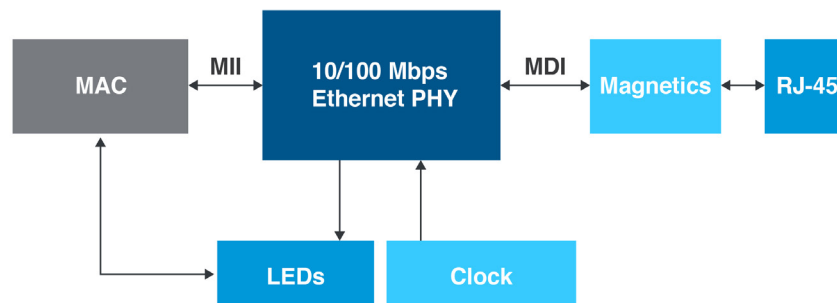 MAC
MII
10/100 Mbps
Ethernet PHY
MDI
Magnetics
RJ-45
LEDs
Clock